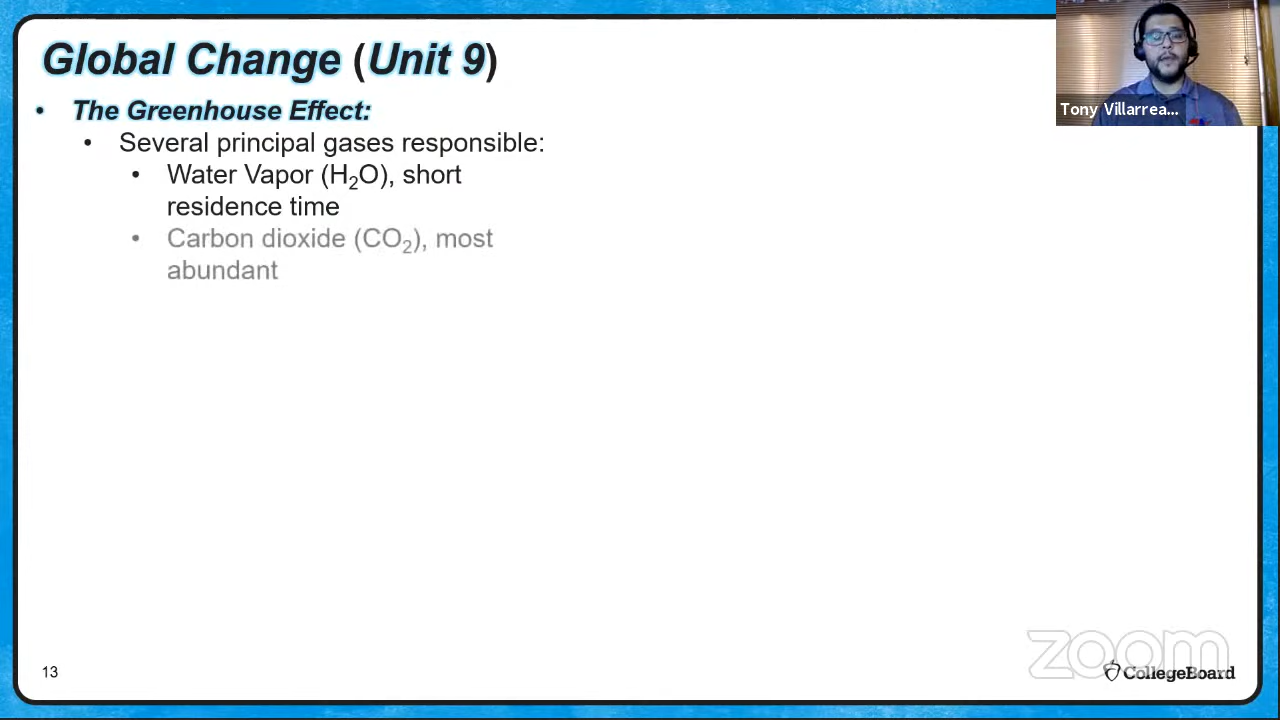 Global Change (Unit 9)
• The Greenhouse Effect:
• Several principal gases responsible:
• Water Vapor (H₂O), short
residence time
• Carbon dioxide (CO₂), most
abundant
Tony Villarrea...
13
zoom
CollegeBoard